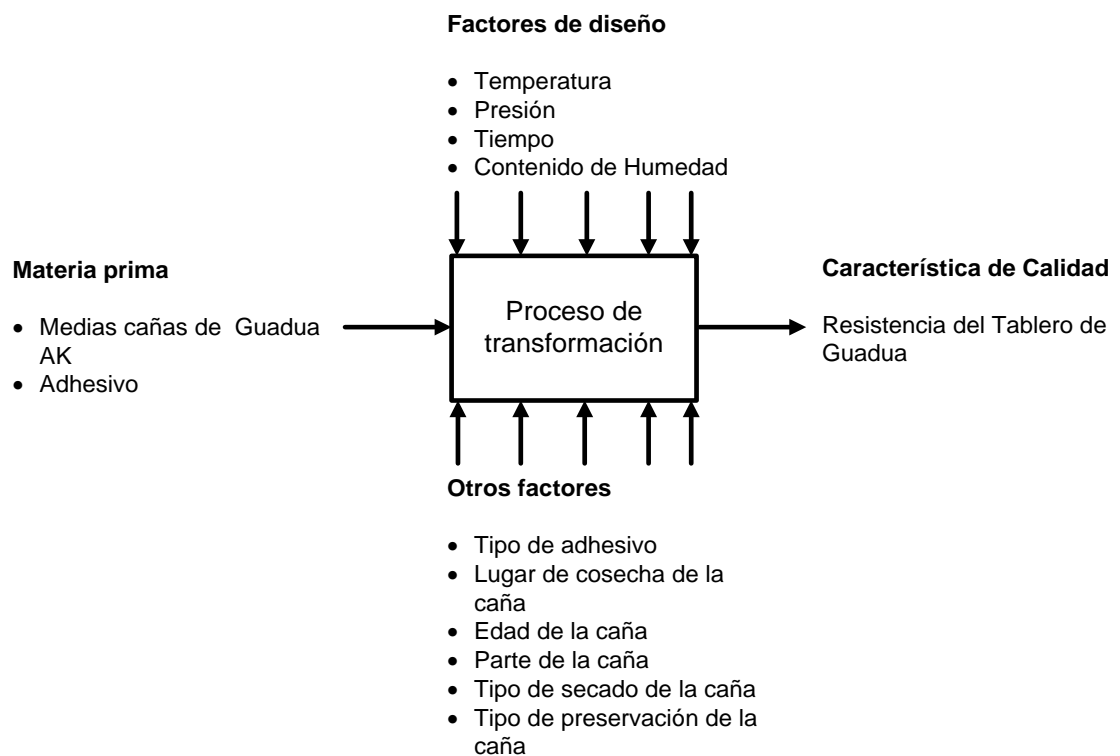 Factores de diseño
• Temperatura
• Presión
• Tiempo
• Contenido de Humedad
Materia prima
• Medias cañas de Guadua
AK
• Adhesivo
Proceso de
transformación
Característica de Calidad
Resistencia del Tablero de
Guadua
Otros factores
• Tipo de adhesivo
• Lugar de cosecha de la
caña
• Edad de la caña
• Parte de la caña
• Tipo de secado de la caña
• Tipo de preservación de la
caña